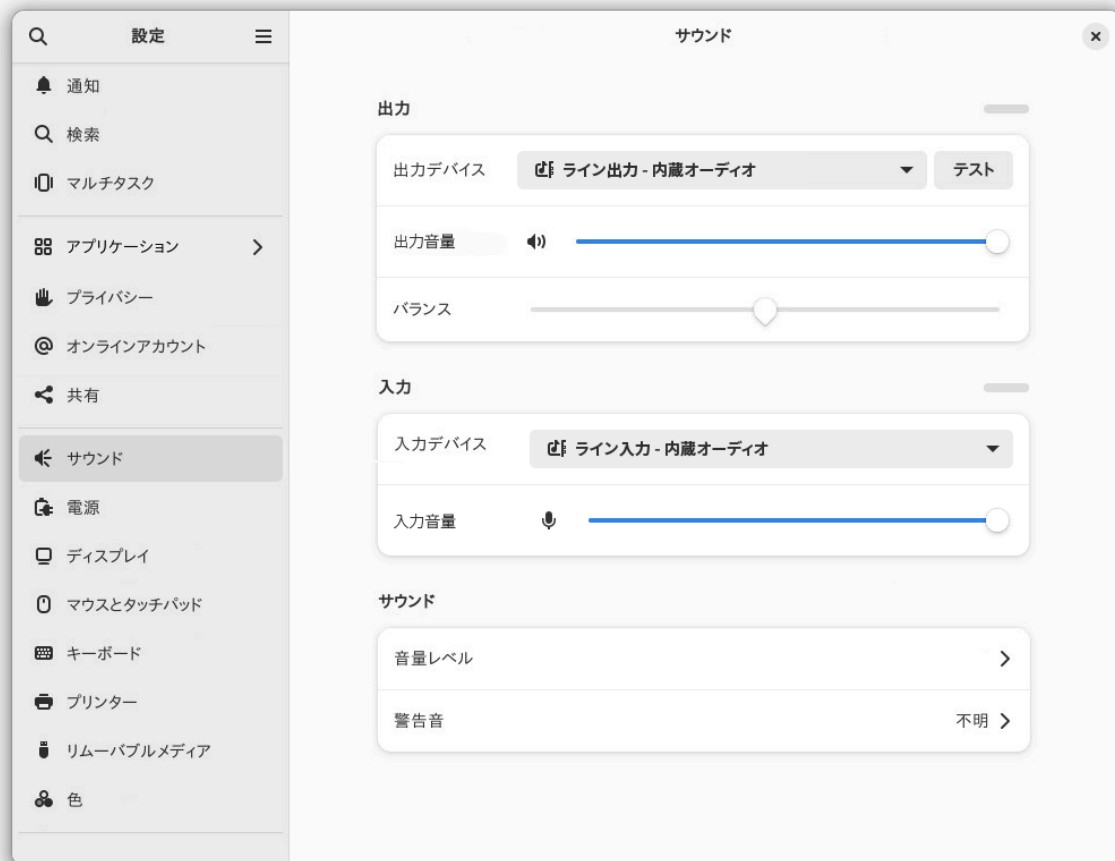 設定
通知
検索
マルチタスク
アプリケーション
プライバシー
オンラインアカウント
共有
サウンド
電源
ディスプレイ
マウスとタッチパッド
キーボード
プリンター
リムーバブルメディア
色
サウンド
出力
出力デバイス
ライン出力 - 内蔵オーディオ
テスト
出力音量
バランス
入力
入力デバイス
ライン入力 - 内蔵オーディオ
入力音量
サウンド
音量レベル
警告音
不明